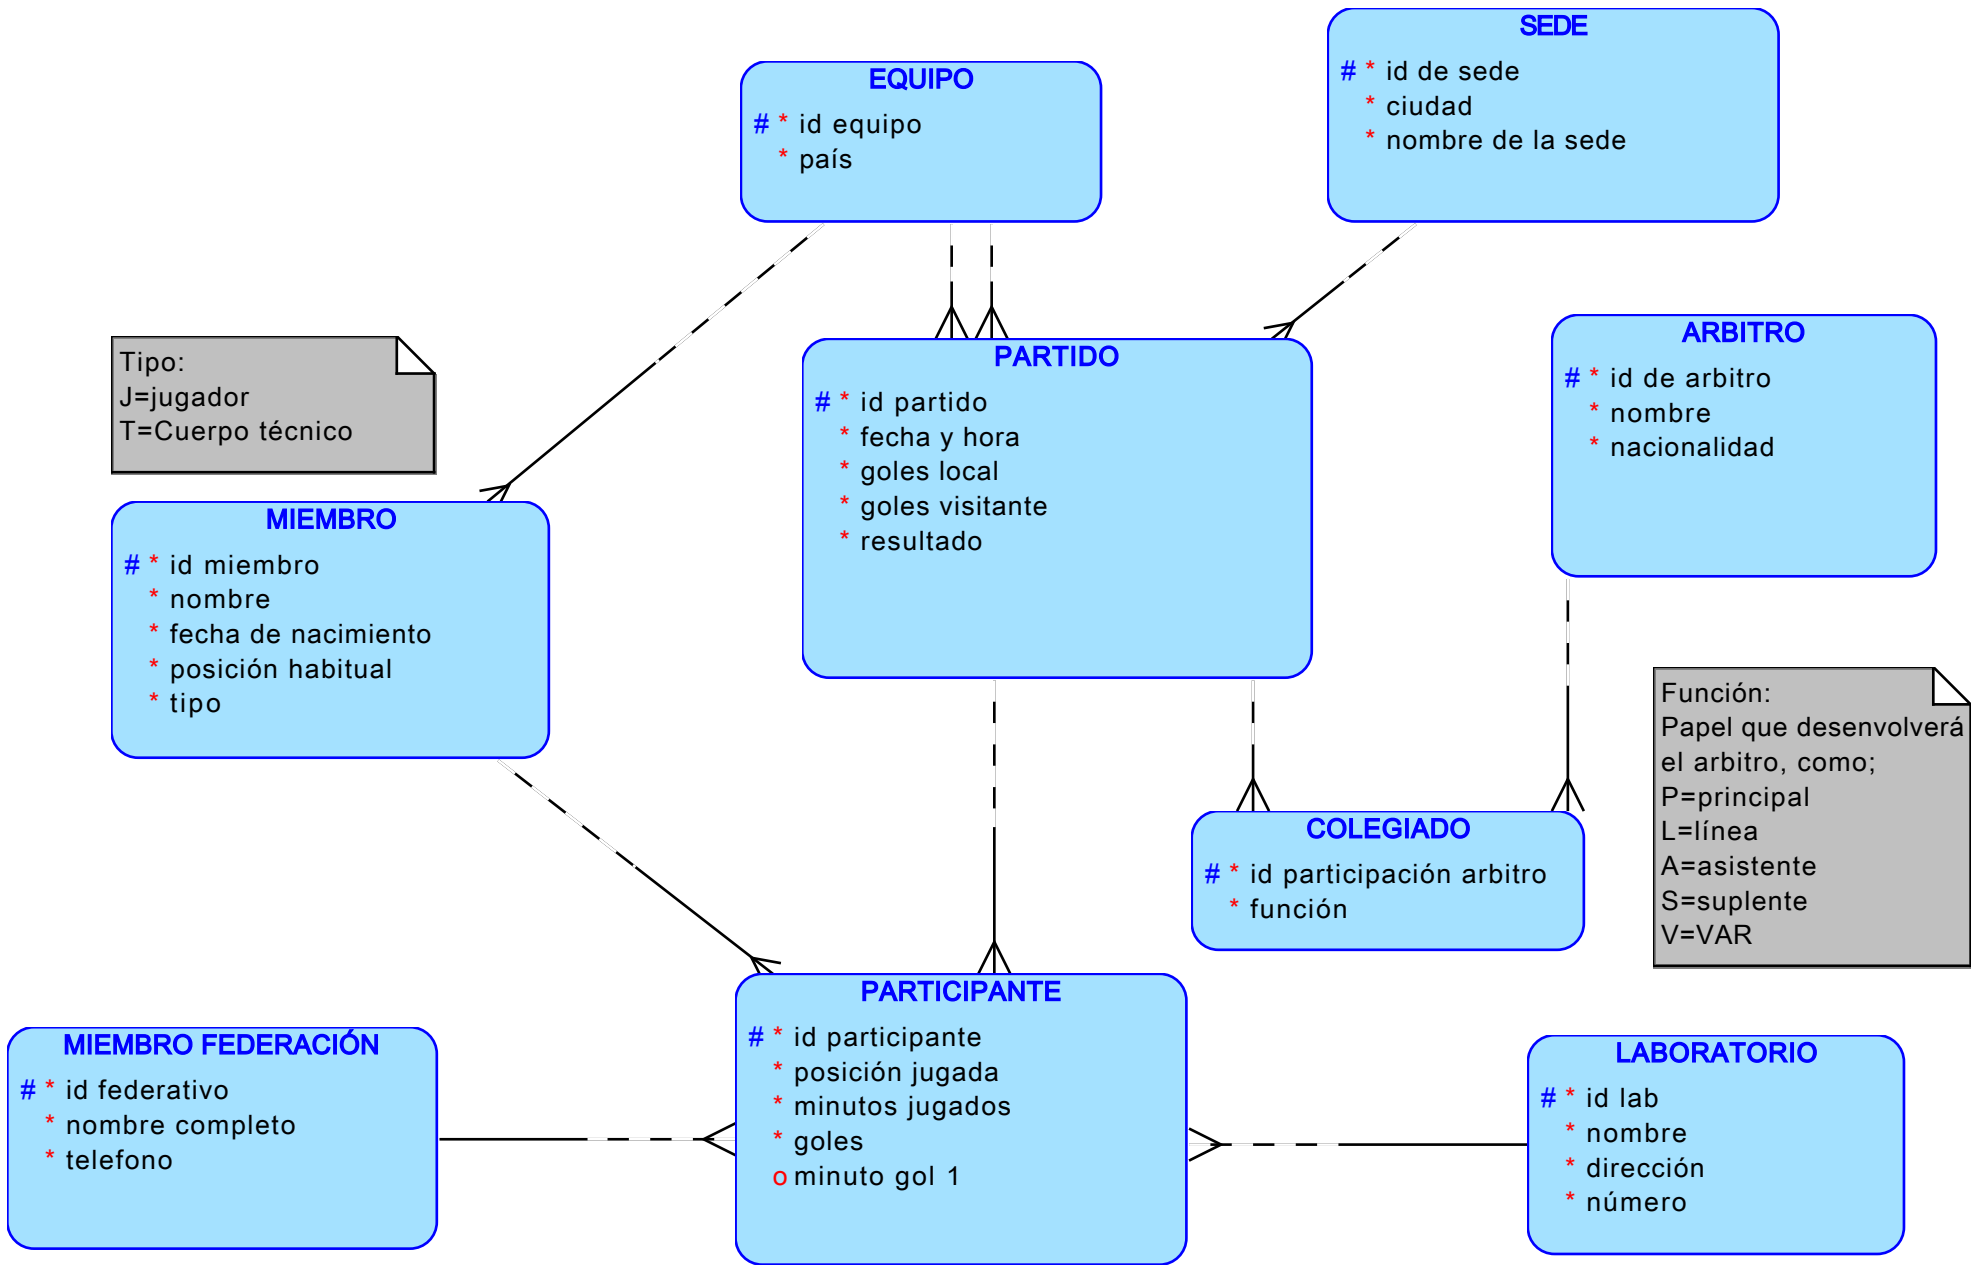 SEDE
# * id de sede
* ciudad
* nombre de la sede
EQUIPO
# * id equipo
* país
Tipo:
J=jugador
T=Cuerpo técnico
PARTIDO
# * id partido
* fecha y hora
* goles local
* goles visitante
* resultado
ARBITRO
# * id de arbitro
* nombre
* nacionalidad
MIEMBRO
# * id miembro
* nombre
* fecha de nacimiento
* posición habitual
* tipo
Función:
Papel que desenvolverá
el arbitro, como;
P=principal
L=línea
A=asistente
S=suplente
V=VAR
COLEGIADO
# * id participación arbitro
* función
MIEMBRO FEDERACIÓN
# * id federativo
* nombre completo
* telefono
PARTICIPANTE
# * id participante
* posición jugada
* minutos jugados
* goles
o minuto gol 1
LABORATORIO
# * id lab
* nombre
* dirección
* número